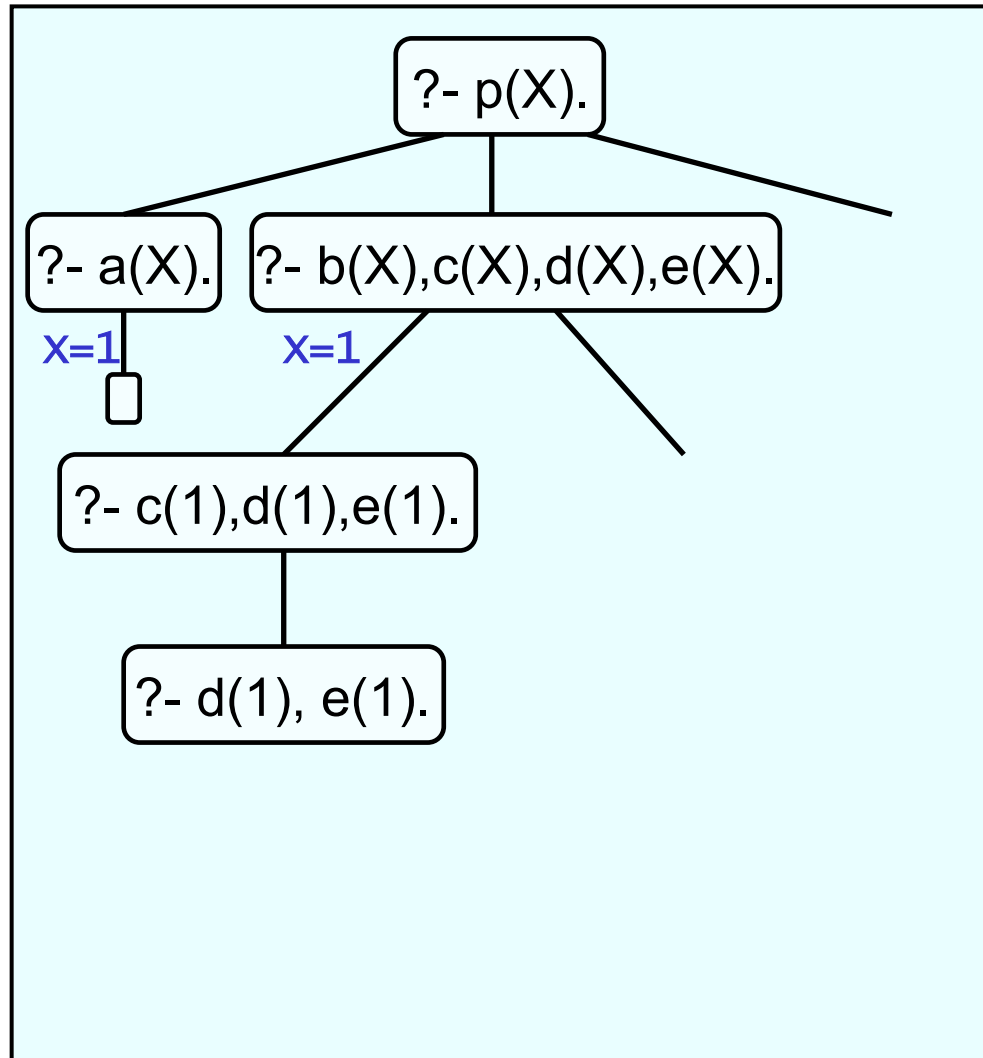 ?- p(X).
?- a(X).
?- b(X),c(X),d(X),e(X).
X=1
X=1
?- c(1),d(1),e(1).
?- d(1), e(1).